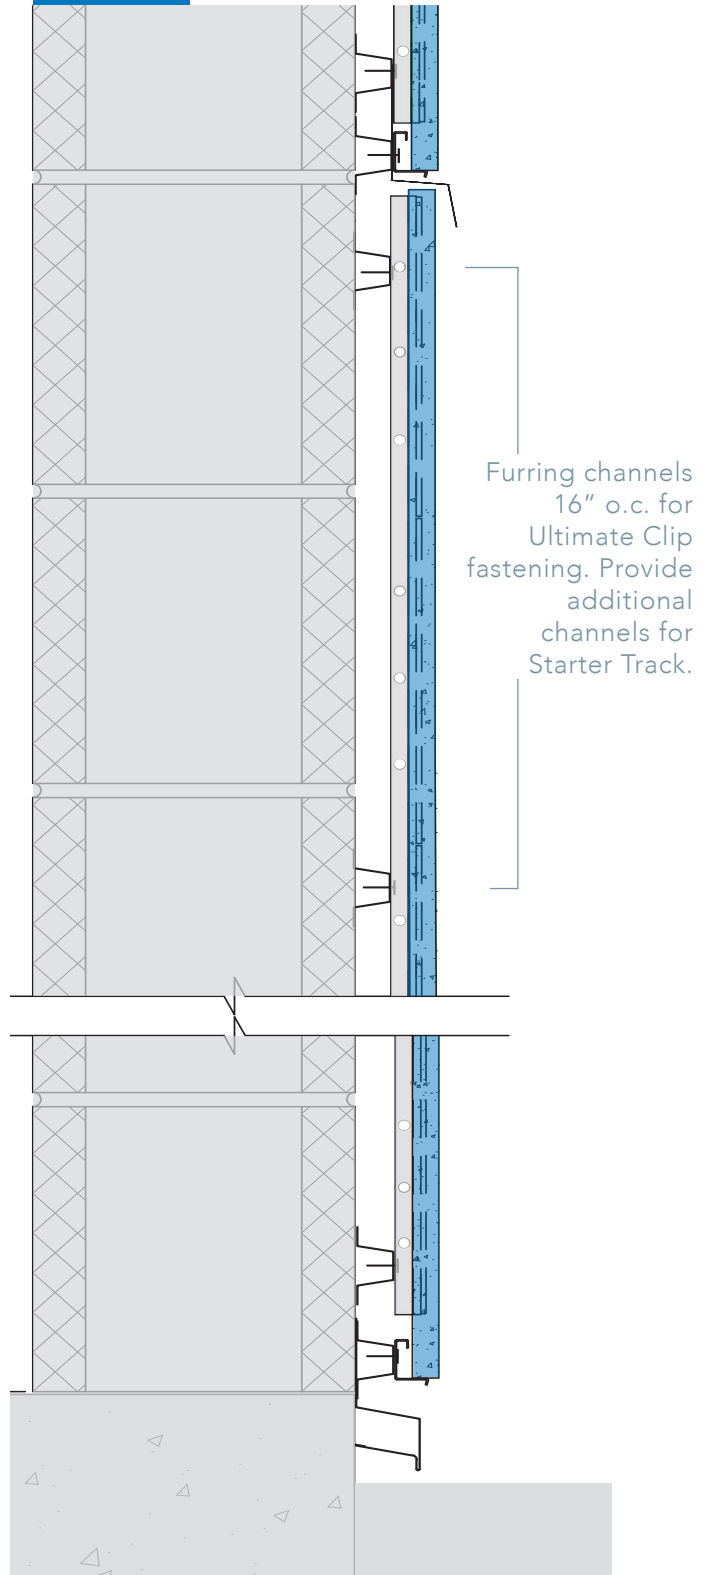 Furring channels
16” o.c. for
Ultimate Clip
fastening. Provide
additional
channels for
Starter Track.